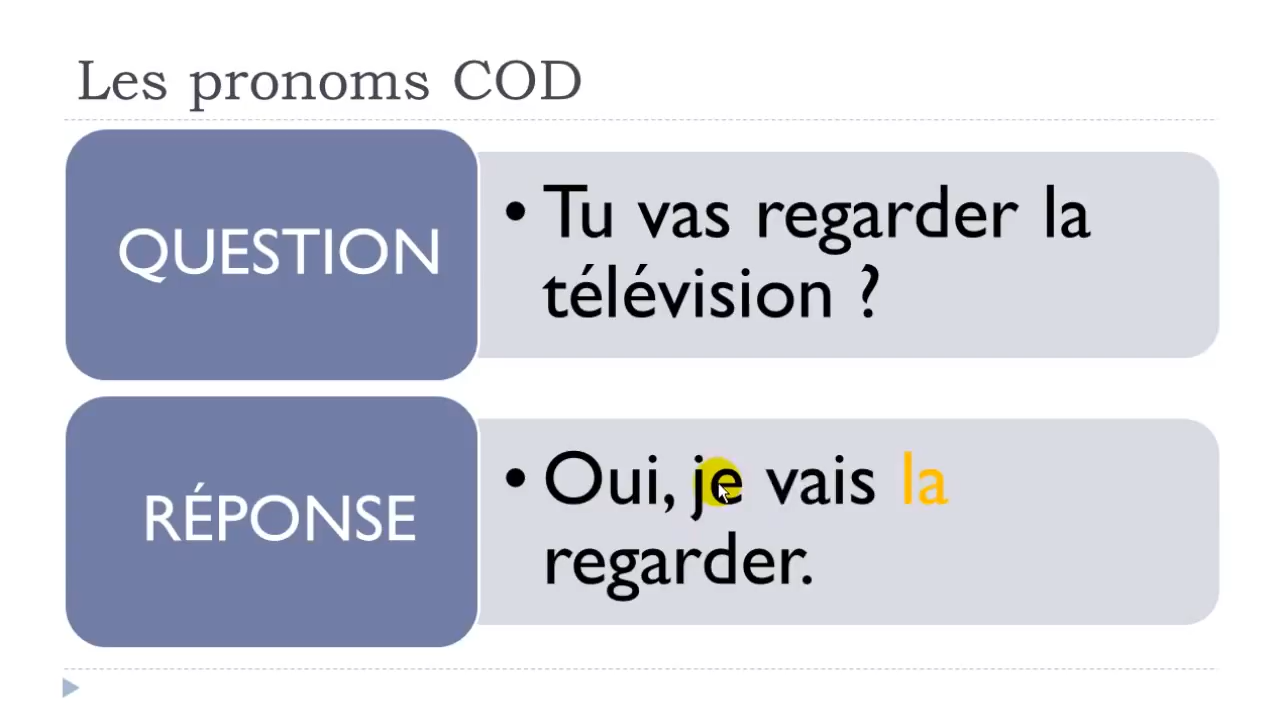 Les pronoms COD
QUESTION
• Tu vas regarder la
télévision ?
RÉPONSE
• Oui, je vais la
regarder.